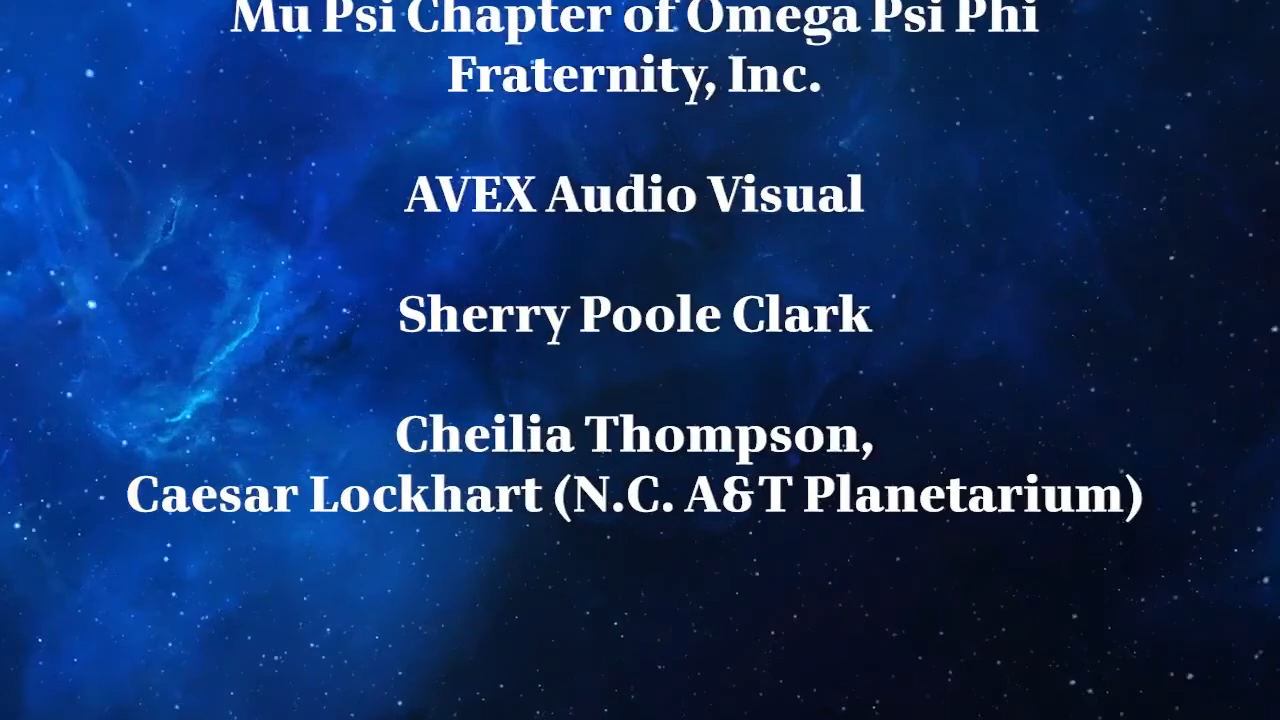 Mu Psi Chapter of Omega Psi Phi
Fraternity, Inc.
AVEX Audio Visual
Sherry Poole Clark
Cheilia Thompson,
Caesar Lockhart (N.C. A&T Planetarium)